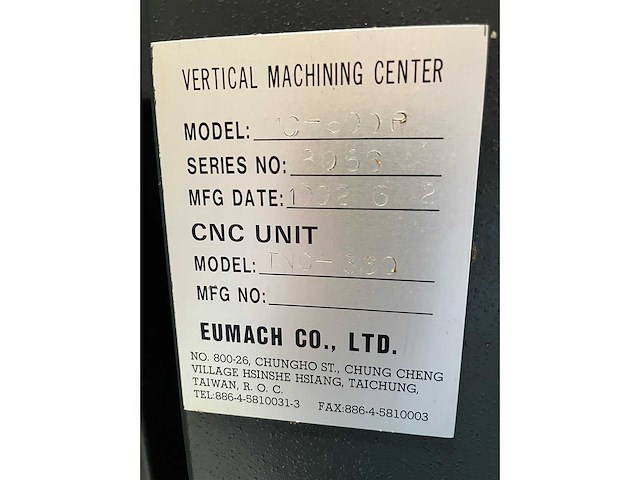 VERTICAL MACHINING CENTER
MODEL:
SERIES NO:
MFG DATE:
CNC UNIT
MODEL:
MFG NO:
EUMACH CO., LTD.
NO. 800-26, CHUNGHO ST., CHUNG CHENG
VILLAGE HSINSHE HSIANG, TAICHUNG,
TAIWAN, R. O. C.
TEL:886-4-5810031-3 FAX:886-4-5810003